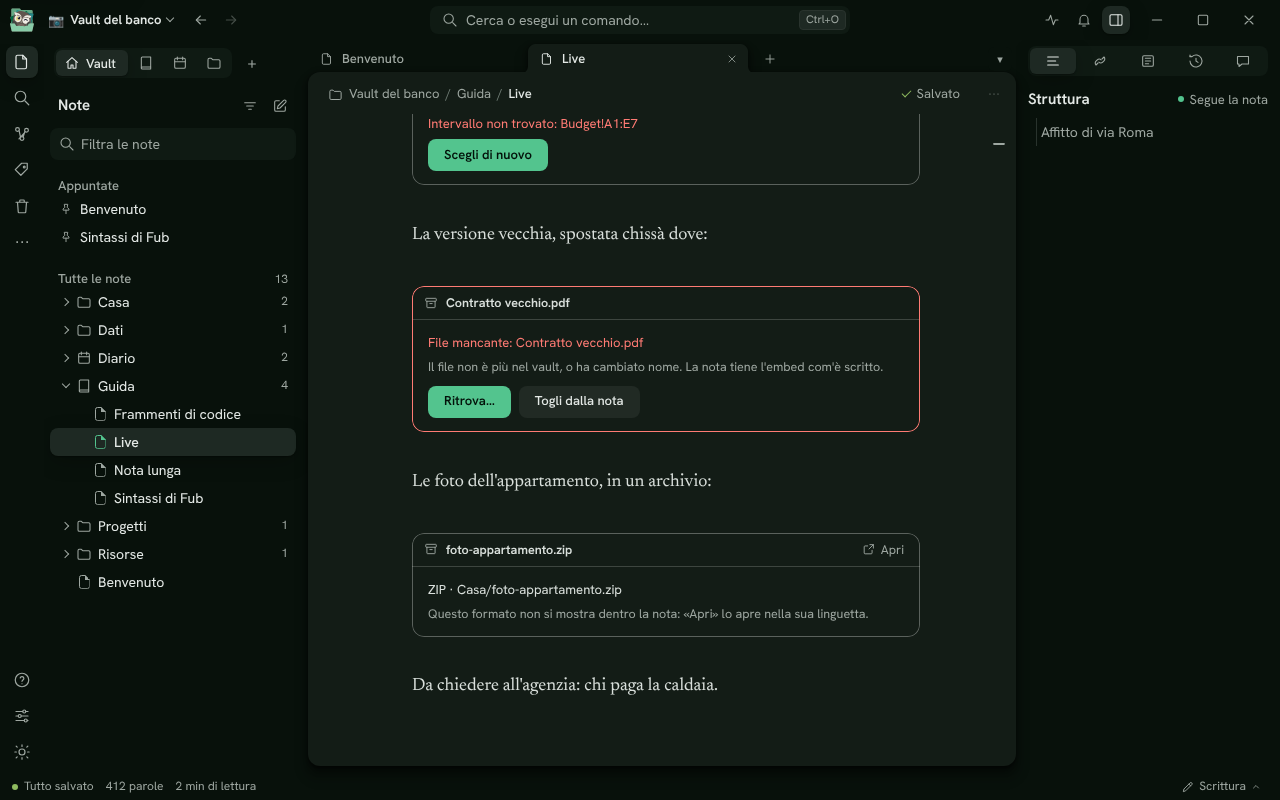 Vault del banco
Cerca o esegui un comando...
Ctrl+O
Vault
Benvenuto
Live
Note
Filtra le note
Appuntate
Benvenuto
Sintassi di Fub
Tutte le note 13
Casa 2
Dati 1
Diario 2
Guida 4
Frammenti di codice
Live
Nota lunga
Sintassi di Fub
Progetti 1
Risorse 1
Benvenuto
Vault del banco / Guida / Live
Salvato
Intervallo non trovato: Budget!A1:E7
Scegli di nuovo
La versione vecchia, spostata chissà dove:
Contratto vecchio.pdf
File mancante: Contratto vecchio.pdf
Il file non è più nel vault, o ha cambiato nome. La nota tiene l'embed com'è scritto.
Ritrova...
Togli dalla nota
Le foto dell'appartamento, in un archivio:
foto-appartamento.zip
Apri
ZIP · Casa/foto-appartamento.zip
Questo formato non si mostra dentro la nota: «Apri» lo apre nella sua linguetta.
Da chiedere all'agenzia: chi paga la caldaia.
Struttura
Segue la nota
Affitto di via Roma
Tutto salvato 412 parole 2 min di lettura
Scrittura